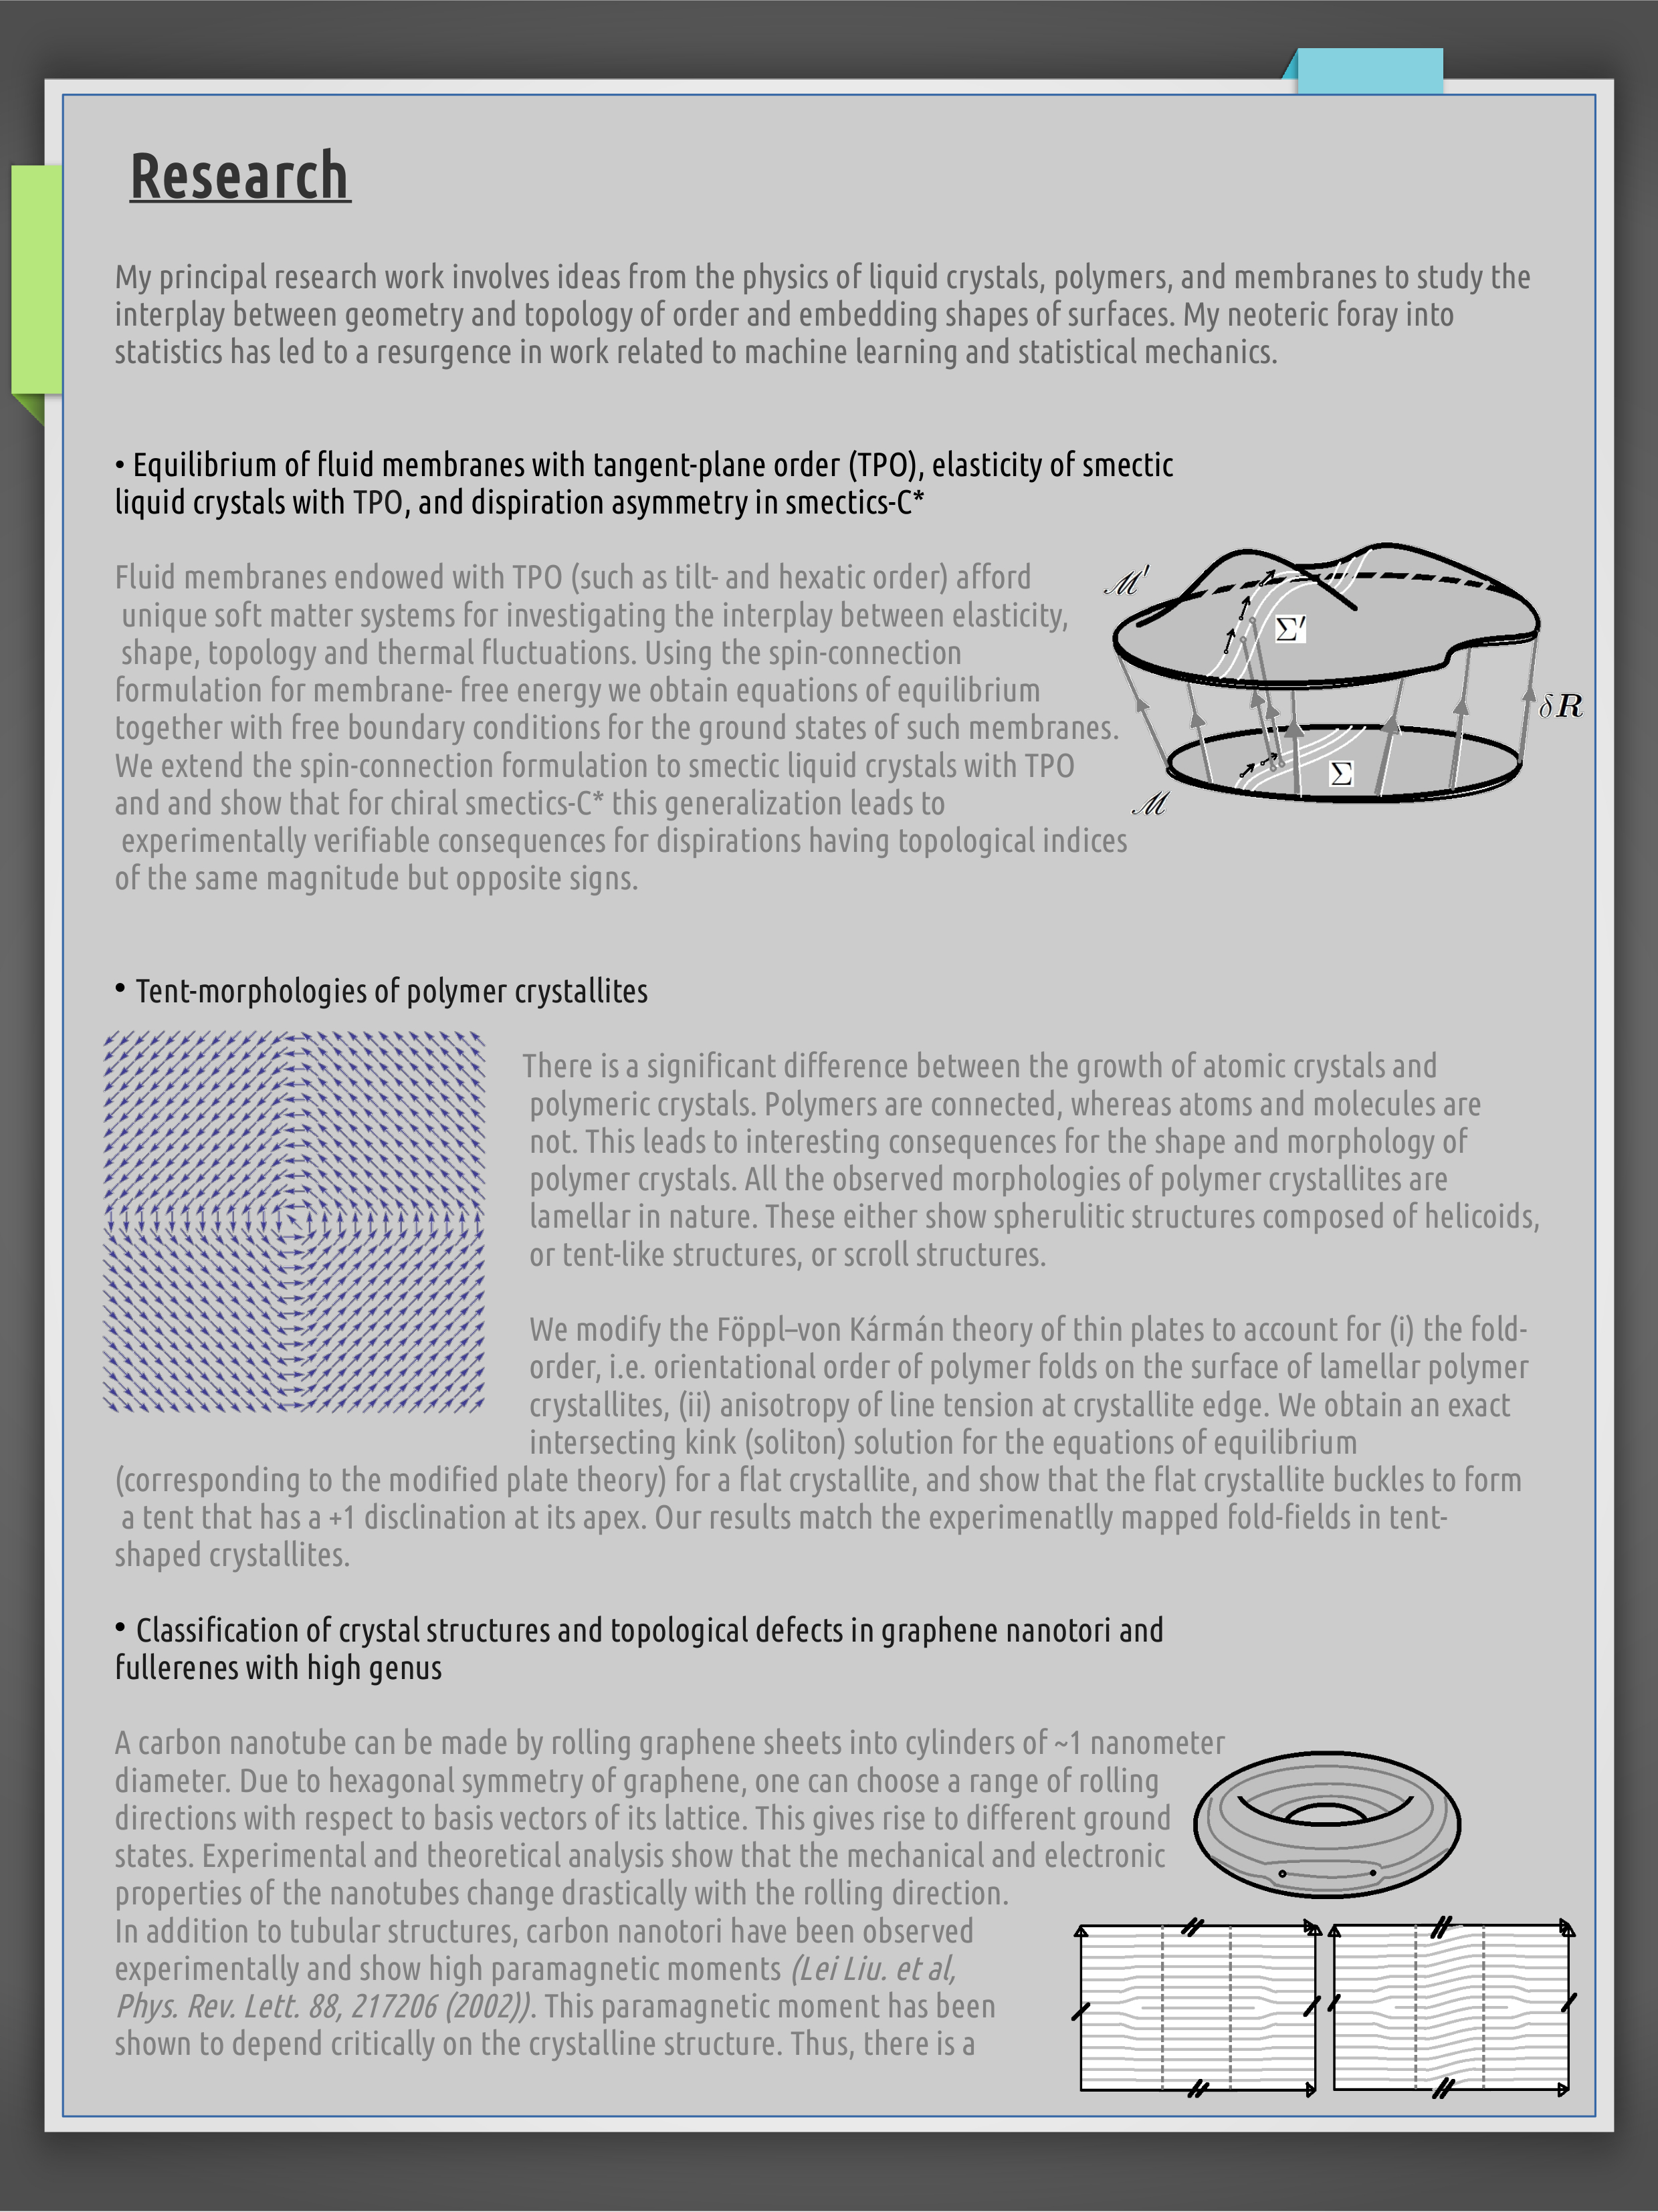 Research
My principal research work involves ideas from the physics of liquid crystals, polymers, and membranes to study the
interplay between geometry and topology of order and embedding shapes of surfaces. My neoteric foray into
statistics has led to a resurgence in work related to machine learning and statistical mechanics.
• Equilibrium of fluid membranes with tangent-plane order (TPO), elasticity of smectic
liquid crystals with TPO, and dispiration asymmetry in smectics-C*
Fluid membranes endowed with TPO (such as tilt- and hexatic order) afford
unique soft matter systems for investigating the interplay between elasticity,
shape, topology and thermal fluctuations. Using the spin-connection
formulation for membrane- free energy we obtain equations of equilibrium
together with free boundary conditions for the ground states of such membranes.
We extend the spin-connection formulation to smectic liquid crystals with TPO
and and show that for chiral smectics-C* this generalization leads to
experimentally verifiable consequences for dispirations having topological indices
of the same magnitude but opposite signs.
ℳ'
Σ'
δR
Σ
ℳ
• Tent-morphologies of polymer crystallites
There is a significant difference between the growth of atomic crystals and
polymeric crystals. Polymers are connected, whereas atoms and molecules are
not. This leads to interesting consequences for the shape and morphology of
polymer crystals. All the observed morphologies of polymer crystallites are
lamellar in nature. These either show spherulitic structures composed of helicoids,
or tent-like structures, or scroll structures.
We modify the Föppl–von Kármán theory of thin plates to account for (i) the fold-
order, i.e. orientational order of polymer folds on the surface of lamellar polymer
crystallites, (ii) anisotropy of line tension at crystallite edge. We obtain an exact
intersecting kink (soliton) solution for the equations of equilibrium
(corresponding to the modified plate theory) for a flat crystallite, and show that the flat crystallite buckles to form
a tent that has a +1 disclination at its apex. Our results match the experimenatlly mapped fold-fields in tent-
shaped crystallites.
• Classification of crystal structures and topological defects in graphene nanotori and
fullerenes with high genus
A carbon nanotube can be made by rolling graphene sheets into cylinders of ~1 nanometer
diameter. Due to hexagonal symmetry of graphene, one can choose a range of rolling
directions with respect to basis vectors of its lattice. This gives rise to different ground
states. Experimental and theoretical analysis show that the mechanical and electronic
properties of the nanotubes change drastically with the rolling direction.
In addition to tubular structures, carbon nanotori have been observed
experimentally and show high paramagnetic moments (Lei Liu. et al,
Phys. Rev. Lett. 88, 217206 (2002)). This paramagnetic moment has been
shown to depend critically on the crystalline structure. Thus, there is a